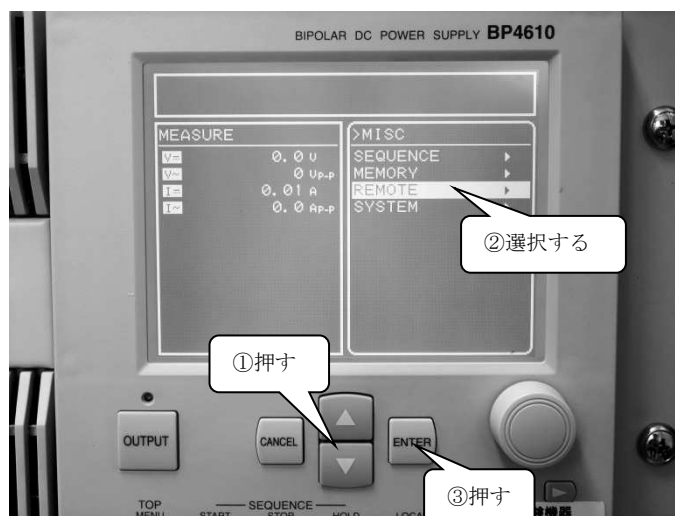 BIPOLAR DC POWER SUPPLY BP4610
MEASURE
V= 0.0 V
V~ 0 Vp-p
I= 0.01 A
I~ 0.0 Ap-p
>MISC
SEQUENCE
MEMORY
REMOTE
SYSTEM
②選択する
①押す
OUTPUT
CANCEL
ENTER
③押す
TOP
MENU
SEQUENCE
START STOP HOLD